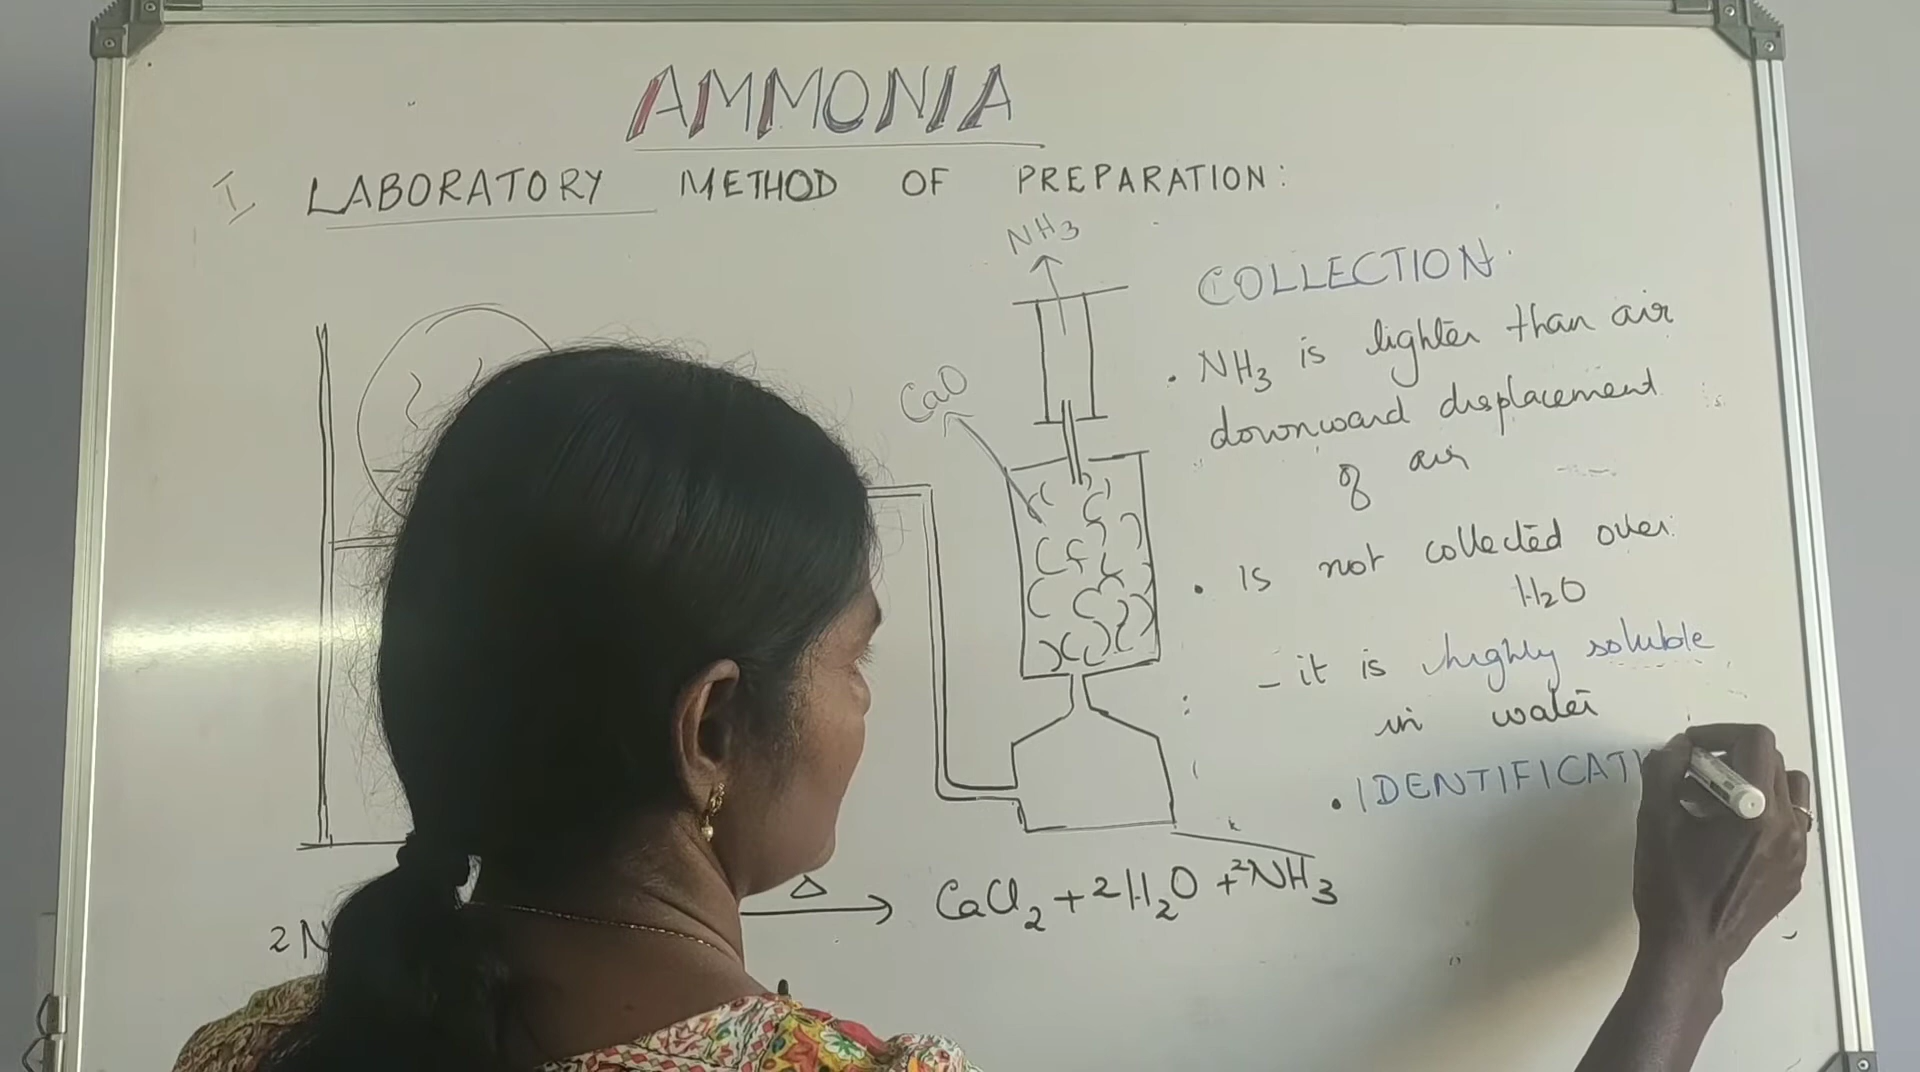 AMMONIA
I LABORATORY METHOD OF PREPARATION:
NH3
CaO
COLLECTION.
. NH3 is lighter than air
downward displacement
of air
. is not collected over
H2O
- it is highly soluble
in water
. IDENTIFICATI
2N
Δ → CaCl2 + 2H2O + 2NH3